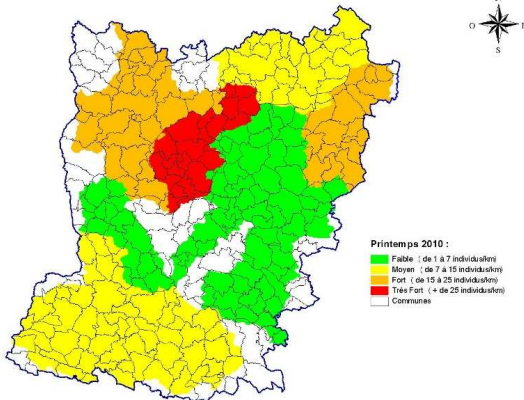 O
S
Printemps 2010 :
Faible ( de 1 à 7 individus/km)
Moyen ( de 7 à 15 individus/km)
Fort ( de 15 à 25 individus/km)
Très Fort ( + de 25 individus/km)
Communes